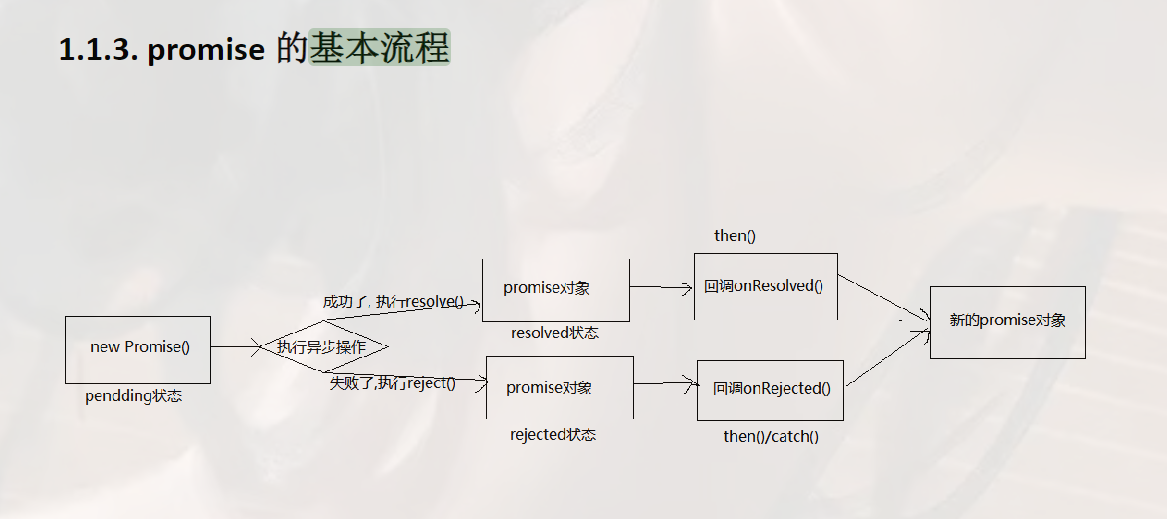 1.1.3. promise 的基本流程
then()
成功了, 执行resolve()
promise对象
回调onResolved()
resolved状态
new Promise()
执行异步操作
新的promise对象
pendding状态
失败了,执行reject()
promise对象
回调onRejected()
rejected状态
then()/catch()